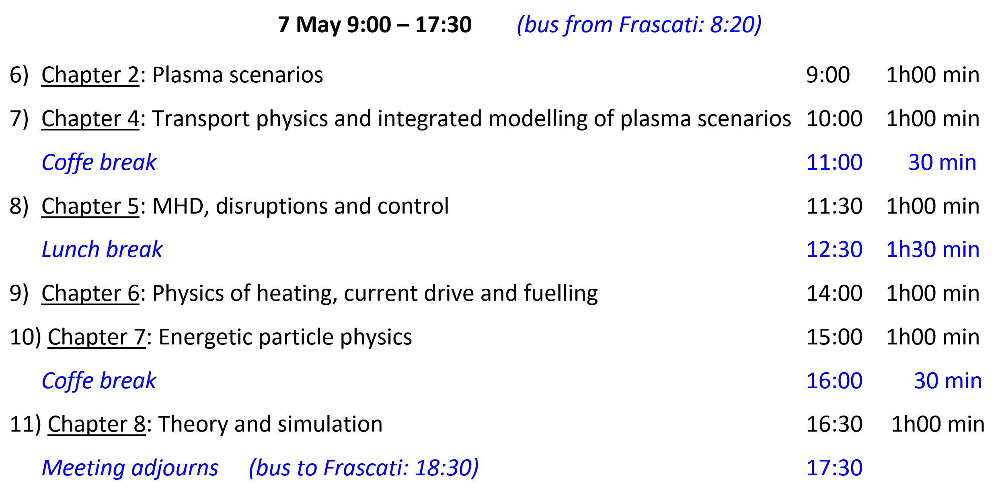 7 May 9:00 – 17:30 (bus from Frascati: 8:20)
6) Chapter 2: Plasma scenarios 9:00 1h00 min
7) Chapter 4: Transport physics and integrated modelling of plasma scenarios 10:00 1h00 min
Coffe break 11:00 30 min
8) Chapter 5: MHD, disruptions and control 11:30 1h00 min
Lunch break 12:30 1h30 min
9) Chapter 6: Physics of heating, current drive and fuelling 14:00 1h00 min
10) Chapter 7: Energetic particle physics 15:00 1h00 min
Coffe break 16:00 30 min
11) Chapter 8: Theory and simulation 16:30 1h00 min
Meeting adjourns (bus to Frascati: 18:30) 17:30